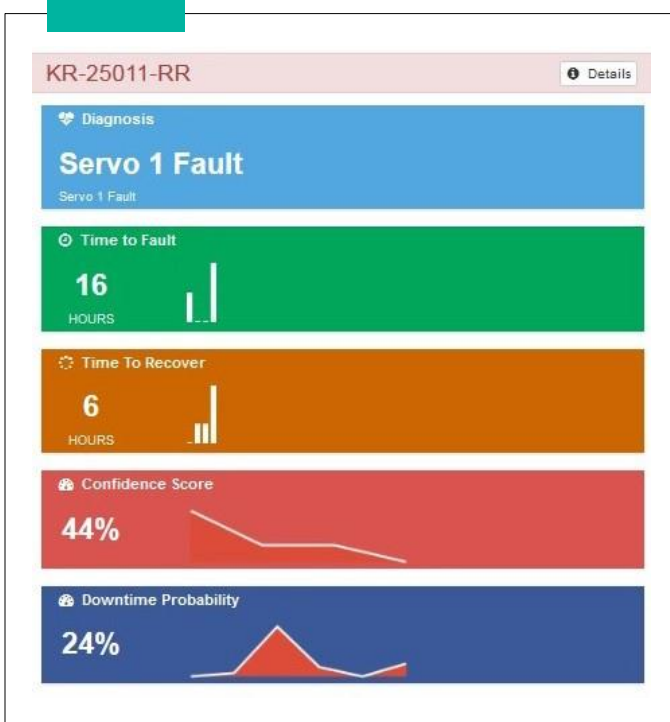 KR-25011-RR
Details
Diagnosis
Servo 1 Fault
Servo 1 Fault
Time to Fault
16
HOURS
Time To Recover
6
HOURS
Confidence Score
44%
Downtime Probability
24%